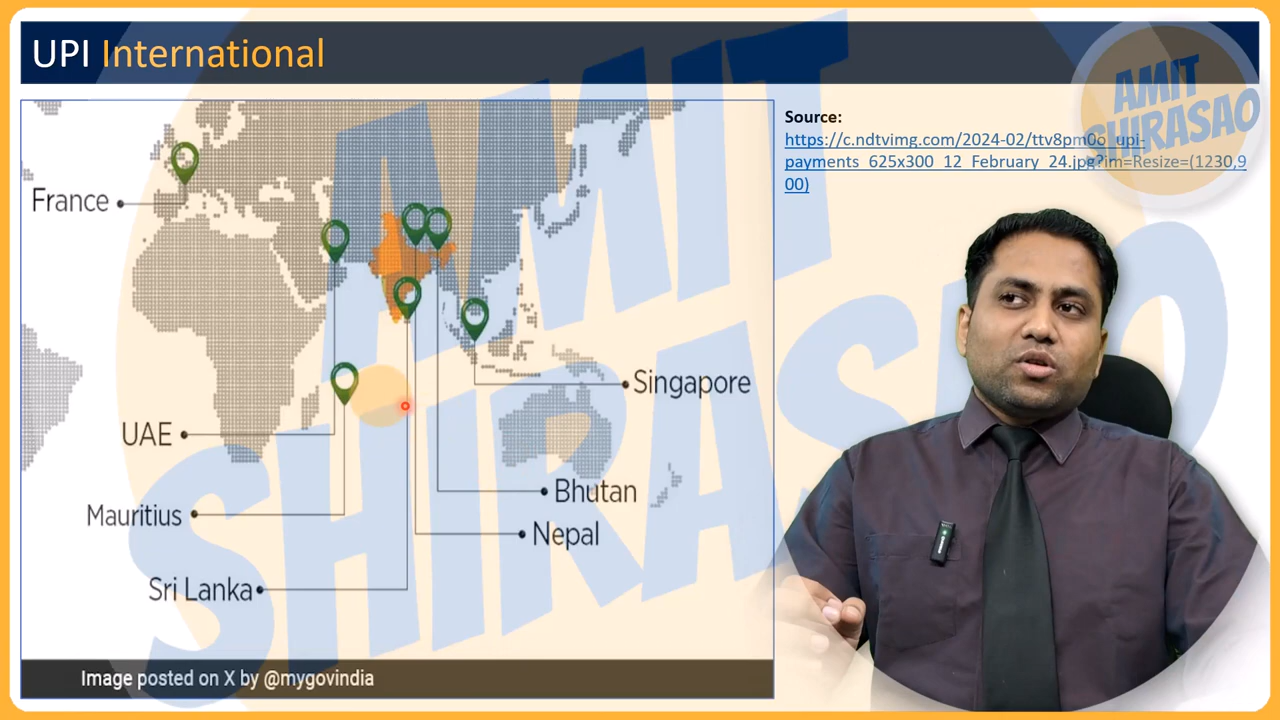 UPI International
AMIT
SHIRASAO
Source:
https://c.ndtvimg.com/2024-02/ttv8pm0o_upi-
payments_625x300_12_February_24.jpg?im=Resize=(1230,9
00)
France
UAE
Mauritius
Sri Lanka
Singapore
Bhutan
Nepal
Image posted on X by @mygovindia
AMIT
SHIRASAO